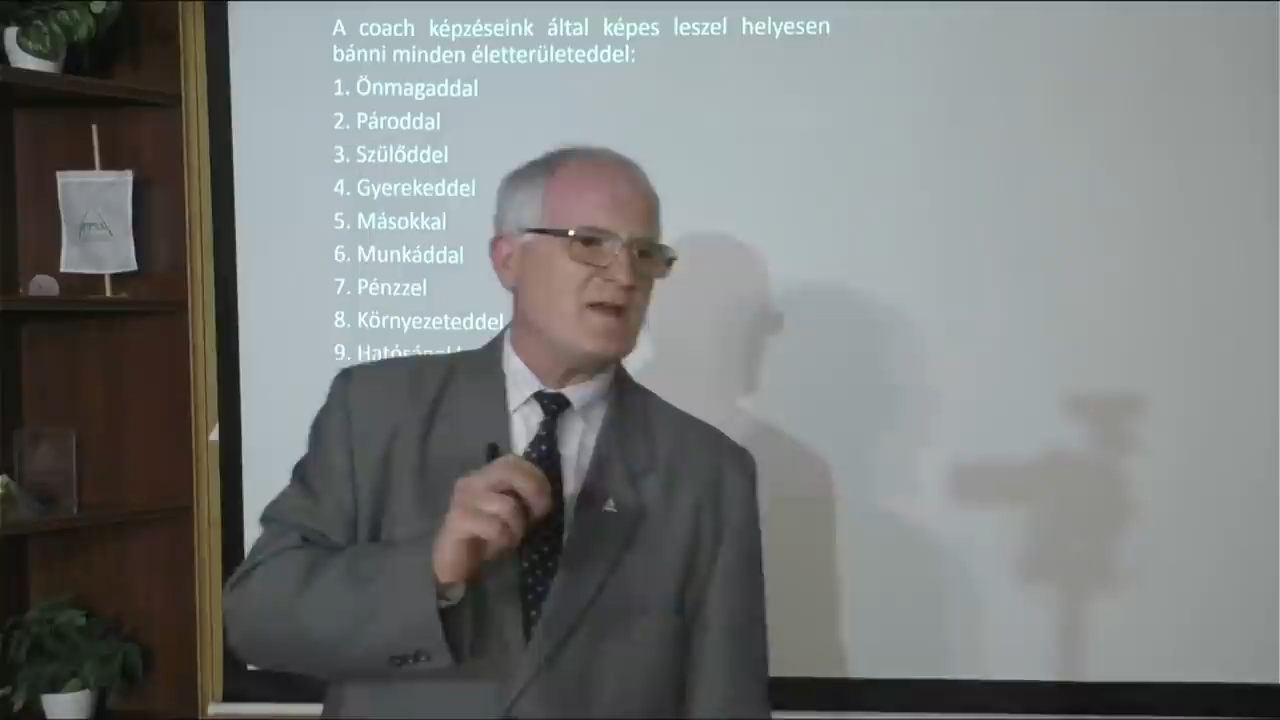 A coach képzéseink által képes leszel helyesen
bánni minden életterületeddel:
1. Önmagaddal
2. Pároddal
3. Szülőddel
4. Gyerekeddel
5. Másokkal
6. Munkáddal
7. Pénzzel
8. Környezeteddel
9.